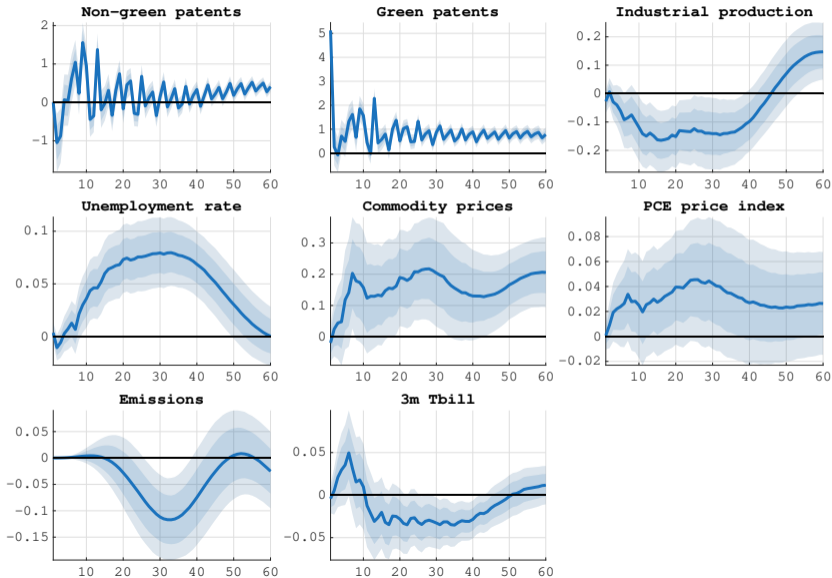 Non-green patents
2
1
0
-1
10 20 30 40 50 60
Green patents
5
4
3
2
1
0
10 20 30 40 50 60
Industrial production
0.2
0.1
0
-0.1
-0.2
10 20 30 40 50 60
Unemployment rate
0.1
0.05
0
10 20 30 40 50 60
Commodity prices
0.3
0.2
0.1
0
10 20 30 40 50 60
PCE price index
0.08
0.06
0.04
0.02
0
-0.02
10 20 30 40 50 60
Emissions
0.05
0
-0.05
-0.1
-0.15
10 20 30 40 50 60
3m Tbill
0.05
0
-0.05
10 20 30 40 50 60